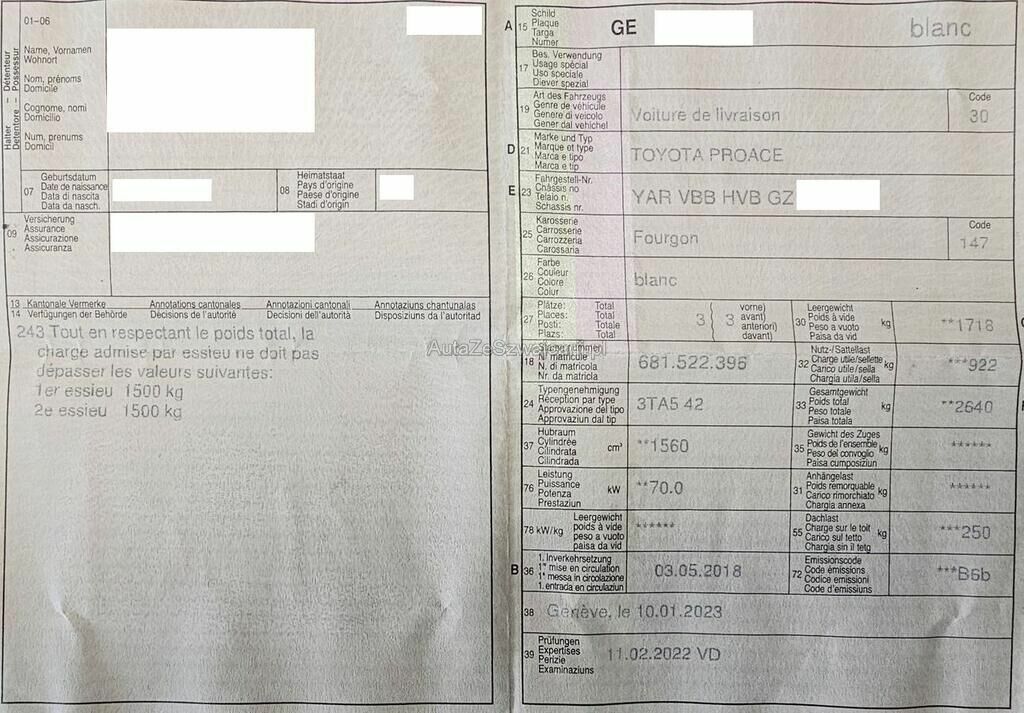 01-06
Halter – Détenteur
Detentore – Possessur
Name, Vornamen
Wohnort
Nom, prénoms
Domicile
Cognome, nomi
Domicilio
Num, prenums
Domicil
07
Geburtsdatum
Date de naissance
Data di nascita
Data da nasch.
08
Heimatstaat
Pays d'origine
Paese d'origine
Stadi d'origin
09
Versicherung
Assurance
Assicurazione
Assicuranza
13 Kantonale Vermerke Annotations cantonales Annotazioni cantonali Annotaziuns chantunalas
14 Verfügungen der Behörde Décisions de l'autorité Decisioni dell'autorità Disposiziuns da l'autoritad
243 Tout en respectant le poids total, la
charge admise par essieu ne doit pas
dépasser les valeurs suivantes:
1er essieu 1500 kg
2e essieu 1500 kg
A 15
Schild
Plaque
Targa
Numer
GE blanc
17
Bes. Verwendung
Usage spécial
Uso speciale
Diever spezial
19
Art des Fahrzeugs
Genre de véhicule
Genere di veicolo
Gener dal vehichel
Voiture de livraison
Code
30
D 21
Marke und Typ
Marque et type
Marca e tipo
Marca e tip
TOYOTA PROACE
E 23
Fahrgestell-Nr.
Châssis no
Telaio n.
Schassis nr.
YAR VBB HVB GZ
25
Karosserie
Carrosserie
Carrozzeria
Carossaria
Fourgon
Code
147
26
Farbe
Couleur
Colore
Colur
blanc
27
Plätze: Total
Places: Total
Posti: Totale
Plazs: Total
3 { 3
vorne)
avant)
anteriori)
davant)
30
Leergewicht
Poids à vide
Peso a vuoto
Paisa da vid
kg
**1718
18
N/ matricule
N. di matricola
Nr. da matricla
681.522.396
32
Nutz-/Sattellast
Charge utile/sellette
Carico utile/sella
Chargia utila/sella
kg
***922
24
Typengenehmigung
Réception par type
Approvazione del tipo
Approvaziun dal tip
3TA5 42
33
Gesamtgewicht
Poids total
Peso totale
Paisa totala
kg
**2640
37
Hubraum
Cylindrée
Cilindrata
Cilindrada
cm³
**1560
35
Gewicht des Zuges
Poids de l'ensemble
Peso del convoglio
Paisa cumposiziun
kg
******
76
Leistung
Puissance
Potenza
Prestaziun
kW
**70.0
31
Anhängelast
Poids remorquable
Carico rimorchiato
Chargia annexa
kg
******
78 kW/kg
Leergewicht
poids à vide
peso a vuoto
paisa da vid
******
55
Dachlast
Charge sur le toit
Carico sul tetto
Chargia sin il tetg
kg
***250
B 36
1. Inverkehrsetzung
1re mise en circulation
1a messa in circolazione
1. entrada en circulaziun
03.05.2018
72
Emissionscode
Code émissions
Codice emissioni
Code d'emissiuns
***B6b
38 Genève, le 10.01.2023
39
Prüfungen
Expertises
Perizie
Examinaziuns
11.02.2022 VD